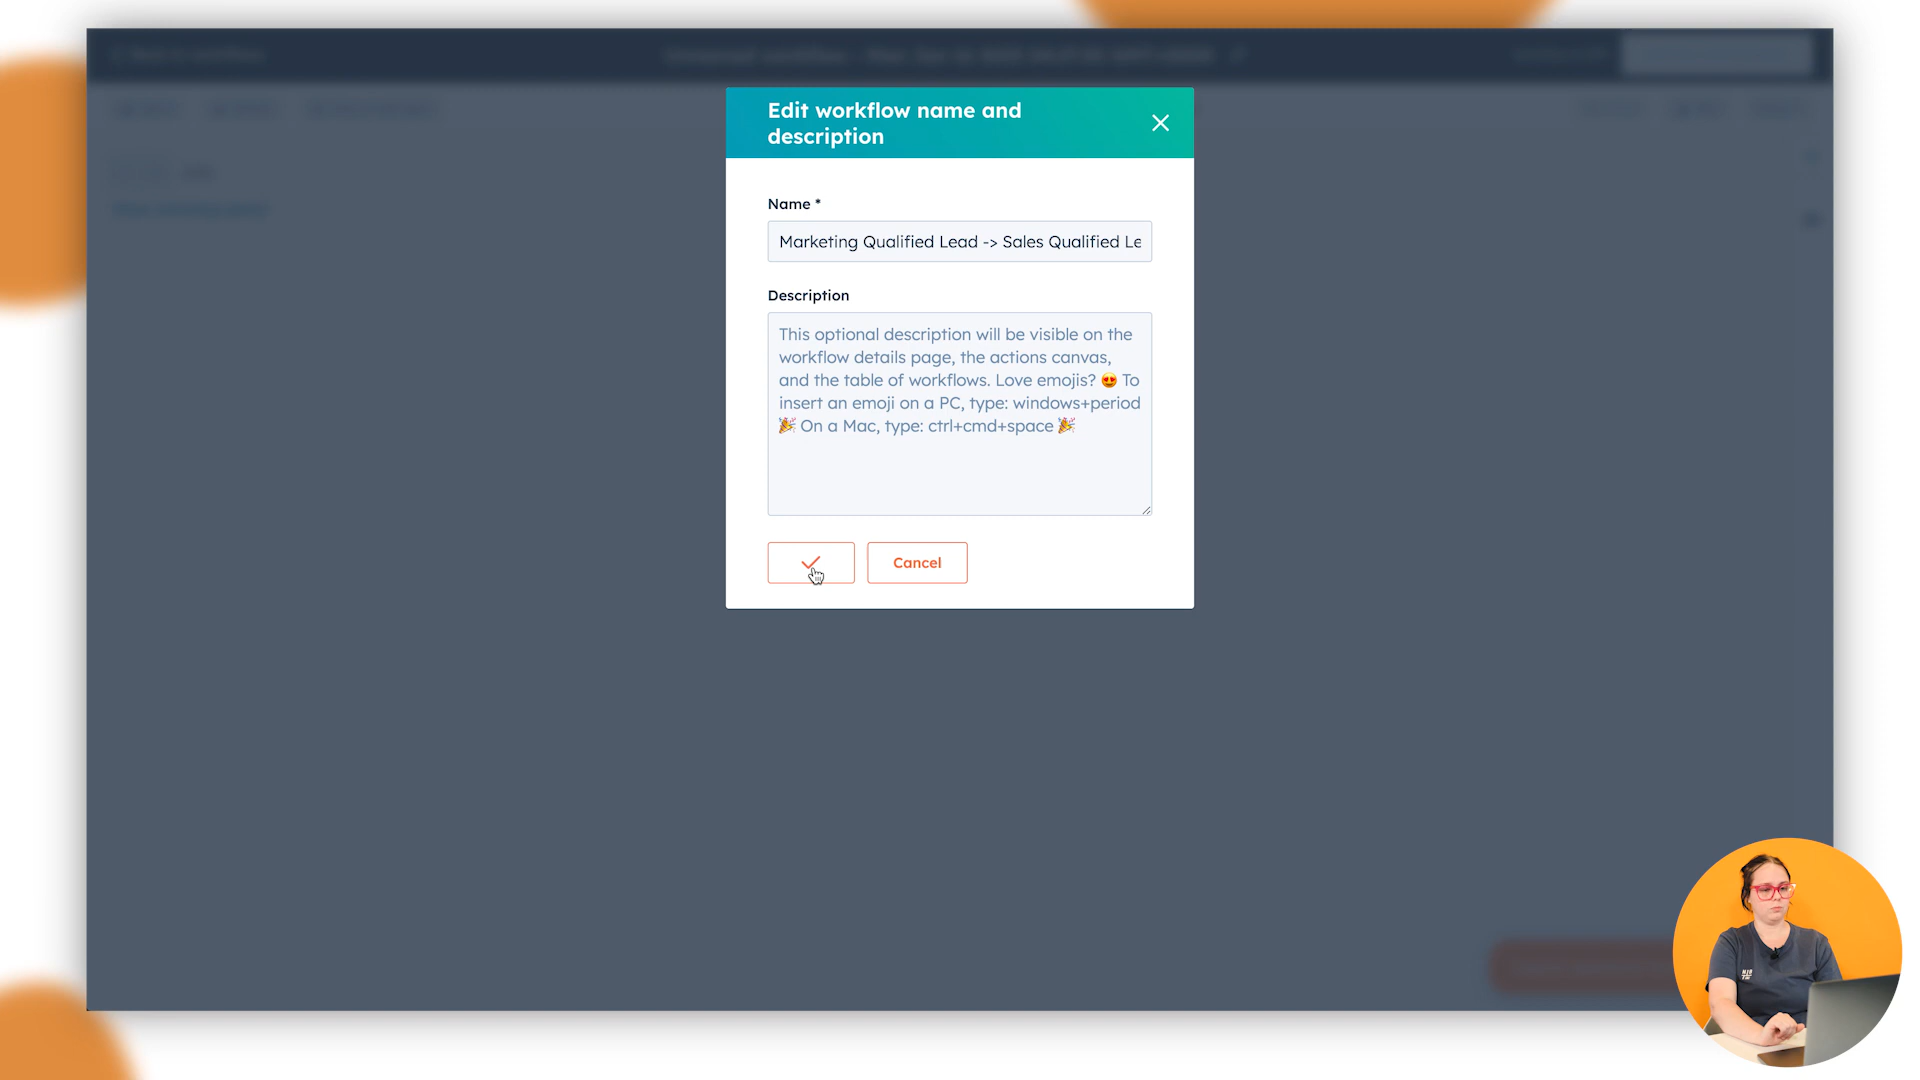 Edit workflow name and
description
Name *
Marketing Qualified Lead -> Sales Qualified Le
Description
This optional description will be visible on the
workflow details page, the actions canvas,
and the table of workflows. Love emojis? 😍 To
insert an emoji on a PC, type: windows+period
🎉 On a Mac, type: ctrl+cmd+space 🎉
Cancel